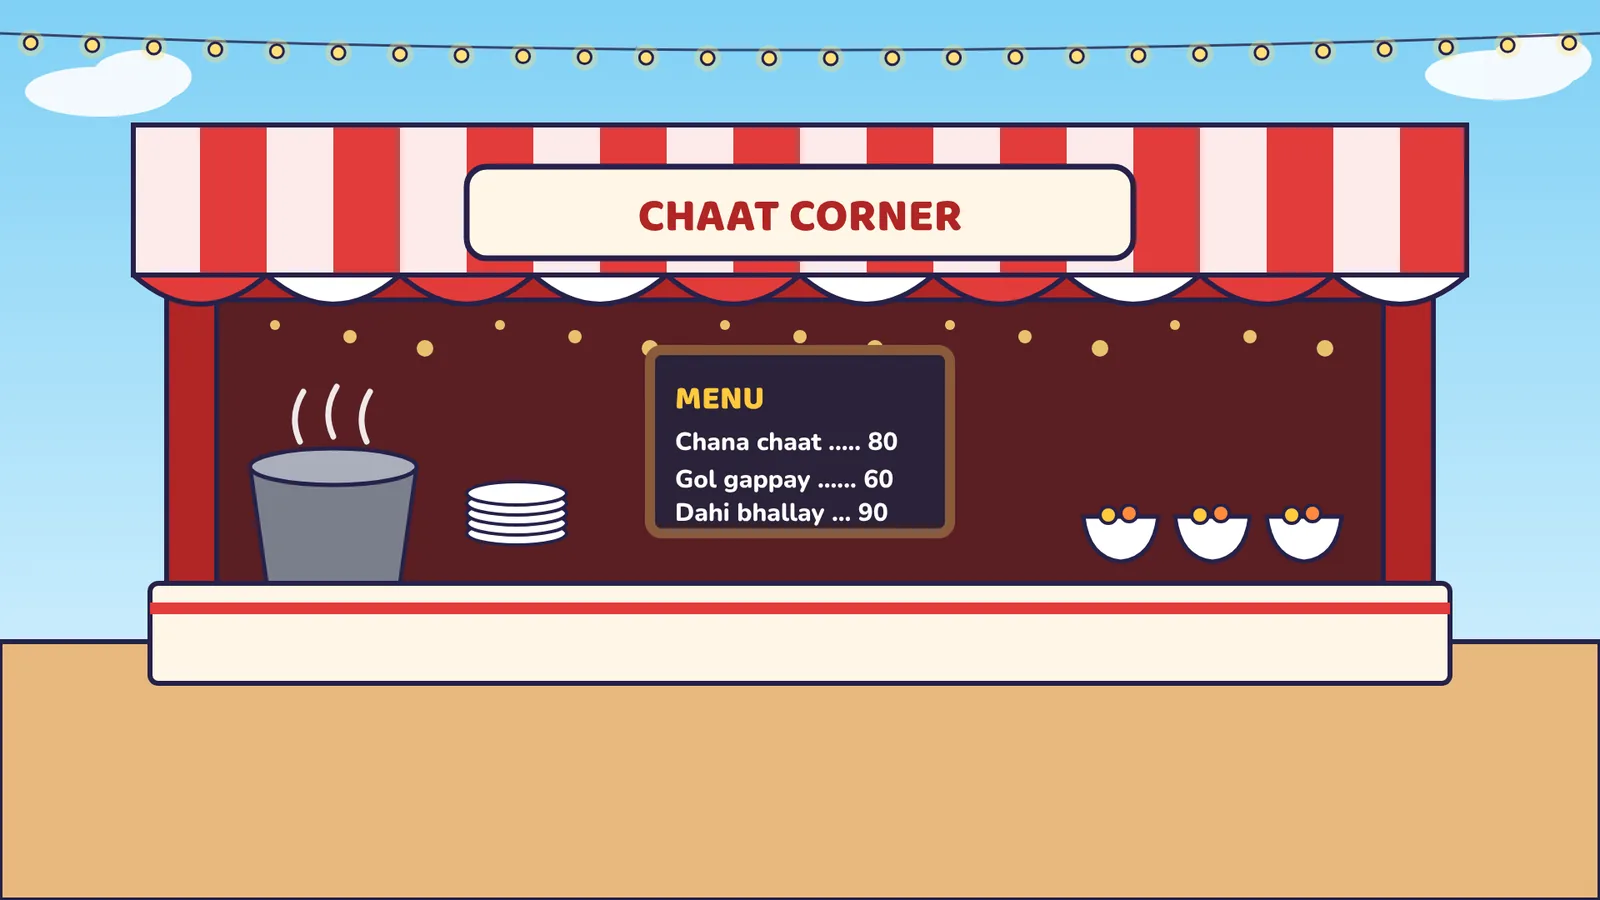 CHAAT CORNER
MENU
Chana chaat ..... 80
Gol gappay ...... 60
Dahi bhallay ... 90